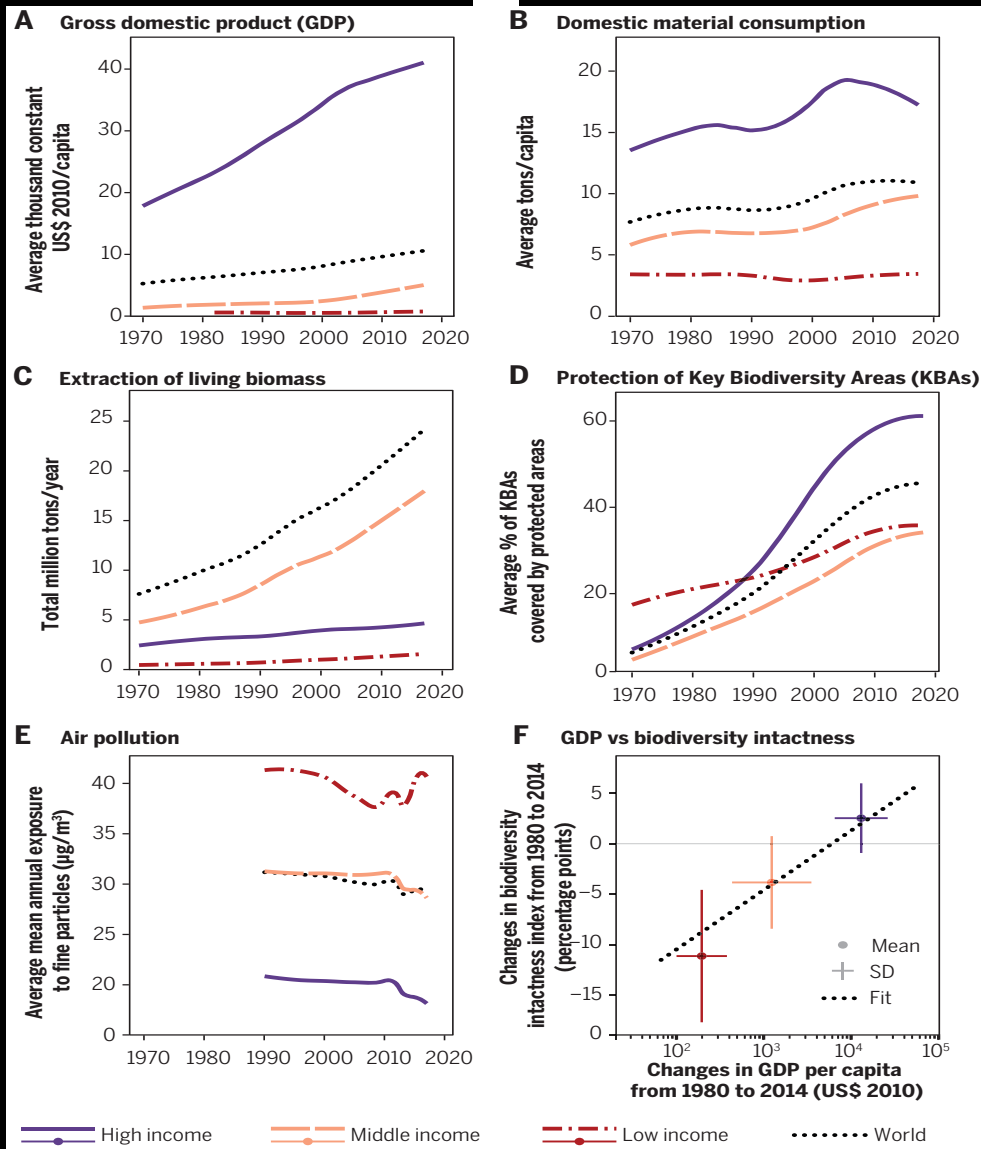 A Gross domestic product (GDP)
Average thousand constant
US$ 2010/capita
40
30
20
10
0
1970 1980 1990 2000 2010 2020
B Domestic material consumption
Average tons/capita
20
15
10
5
0
1970 1980 1990 2000 2010 2020
C Extraction of living biomass
Total million tons/year
25
20
15
10
5
0
1970 1980 1990 2000 2010 2020
D Protection of Key Biodiversity Areas (KBAs)
Average % of KBAs
covered by protected areas
60
40
20
0
1970 1980 1990 2000 2010 2020
E Air pollution
Average mean annual exposure
to fine particles (µg/m³)
40
35
30
25
20
0
1970 1980 1990 2000 2010 2020
F GDP vs biodiversity intactness
Changes in biodiversity
intactness index from 1980 to 2014
(percentage points)
5
0
−5
−10
−15
0
Mean
SD
Fit
10² 10³ 10⁴ 10⁵
Changes in GDP per capita
from 1980 to 2014 (US$ 2010)
High income Middle income Low income World